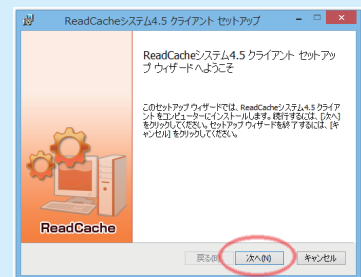 ReadCacheシステム4.5 クライアント セットアップ
ReadCacheシステム4.5 クライアント セットアッ
プ ウィザードへようこそ
このセットアップ ウィザードでは、ReadCacheシステム4.5 クライア
ント をコンピューターにインストールします。続行するには、[次へ]
をクリックしてください。セットアップ ウィザードを終了するには、[キ
ャンセル] をクリックしてください。
ReadCache
戻る(B) 次へ(N) キャンセル